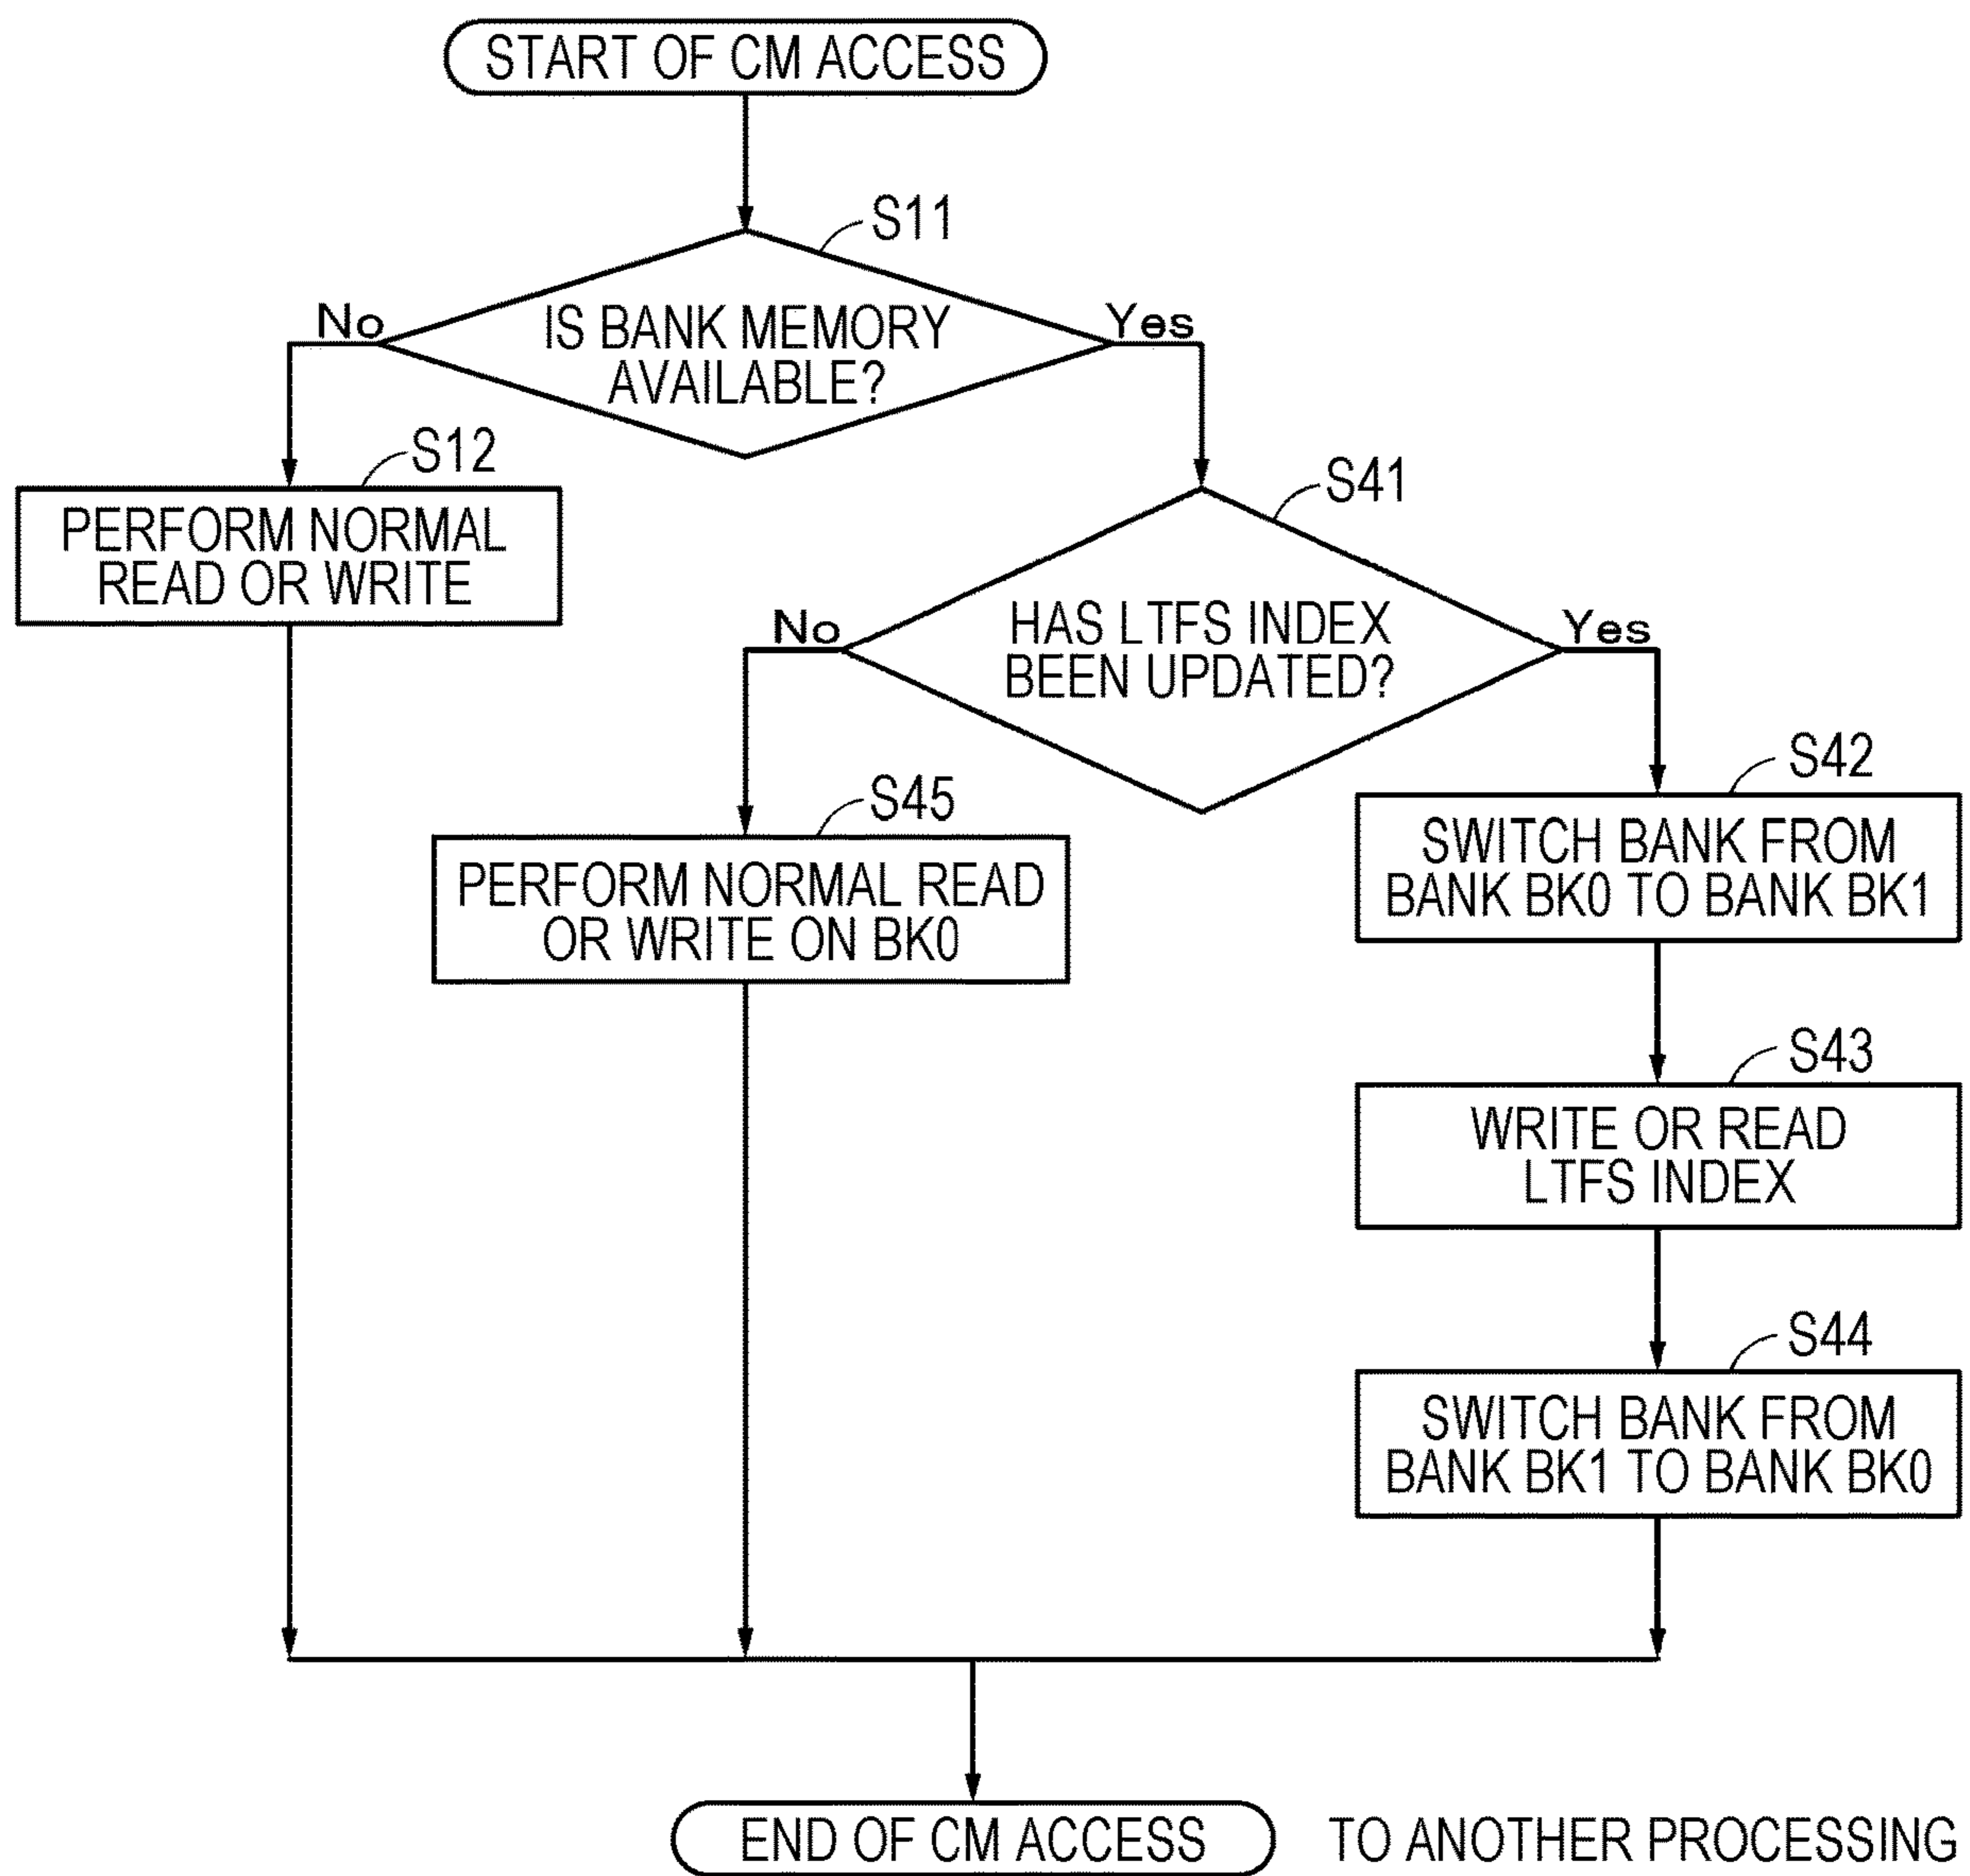 START OF CM ACCESS
S11
No
IS BANK MEMORY
AVAILABLE?
Yes
S12
PERFORM NORMAL
READ OR WRITE
S41
No
HAS LTFS INDEX
BEEN UPDATED?
Yes
S45
PERFORM NORMAL READ
OR WRITE ON BK0
S42
SWITCH BANK FROM
BANK BK0 TO BANK BK1
S43
WRITE OR READ
LTFS INDEX
S44
SWITCH BANK FROM
BANK BK1 TO BANK BK0
END OF CM ACCESS
TO ANOTHER PROCESSING